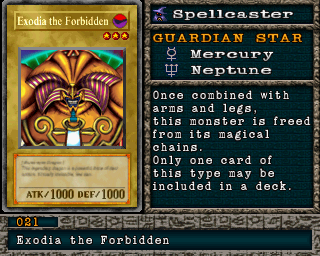 Exodia the Forbidden
ATK/1000 DEF/1000
Spellcaster
GUARDIAN STAR
Mercury
Neptune
Once combined with
arms and legs,
this monster is freed
from its magical
chains.
Only one card of
this type may be
included in a deck.
021
Exodia the Forbidden